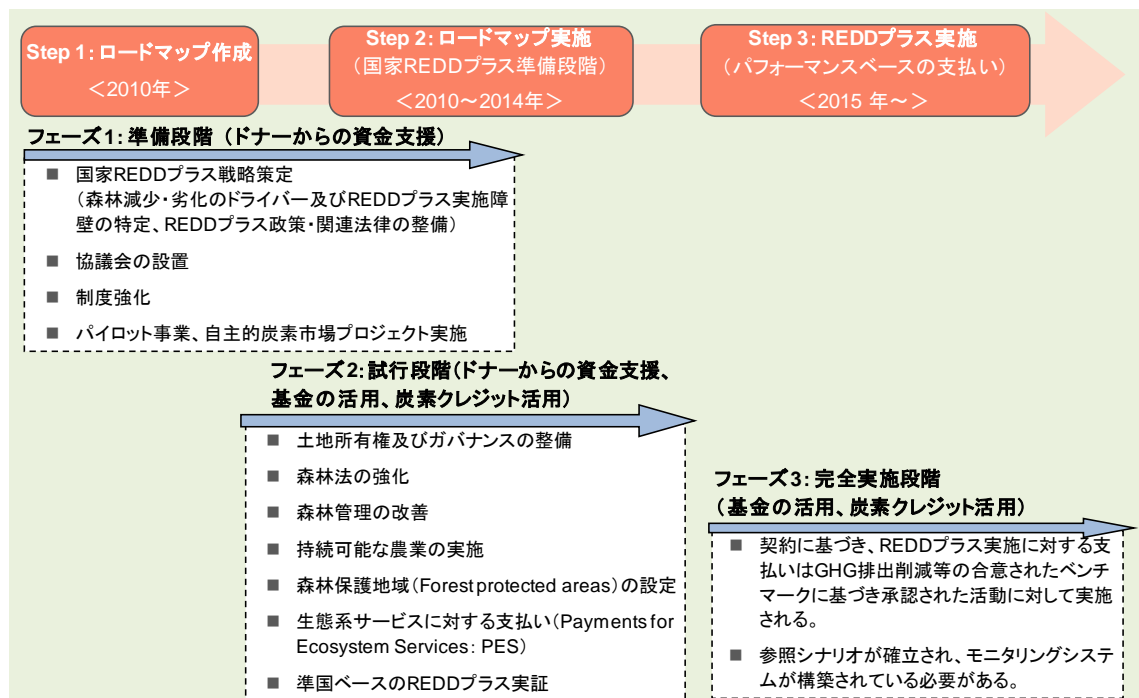 Step 1：ロードマップ作成
＜2010年＞
Step 2：ロードマップ実施
（国家REDDプラス準備段階）
＜2010～2014年＞
Step 3：REDDプラス実施
（パフォーマンスベースの支払い）
＜2015 年～＞
フェーズ1：準備段階（ドナーからの資金支援）
■ 国家REDDプラス戦略策定
（森林減少・劣化のドライバー及びREDDプラス実施障
壁の特定、REDDプラス政策・関連法律の整備）
■ 協議会の設置
■ 制度強化
■ パイロット事業、自主的炭素市場プロジェクト実施
フェーズ2：試行段階（ドナーからの資金支援、
基金の活用、炭素クレジット活用）
■ 土地所有権及びガバナンスの整備
■ 森林法の強化
■ 森林管理の改善
■ 持続可能な農業の実施
■ 森林保護地域（Forest protected areas）の設定
■ 生態系サービスに対する支払い（Payments for
Ecosystem Services： PES）
■ 準国ベースのREDDプラス実証
フェーズ3：完全実施段階
（基金の活用、炭素クレジット活用）
■ 契約に基づき、REDDプラス実施に対する支
払いはGHG排出削減等の合意されたベンチ
マークに基づき承認された活動に対して実施
される。
■ 参照シナリオが確立され、モニタリングシステ
ムが構築されている必要がある。